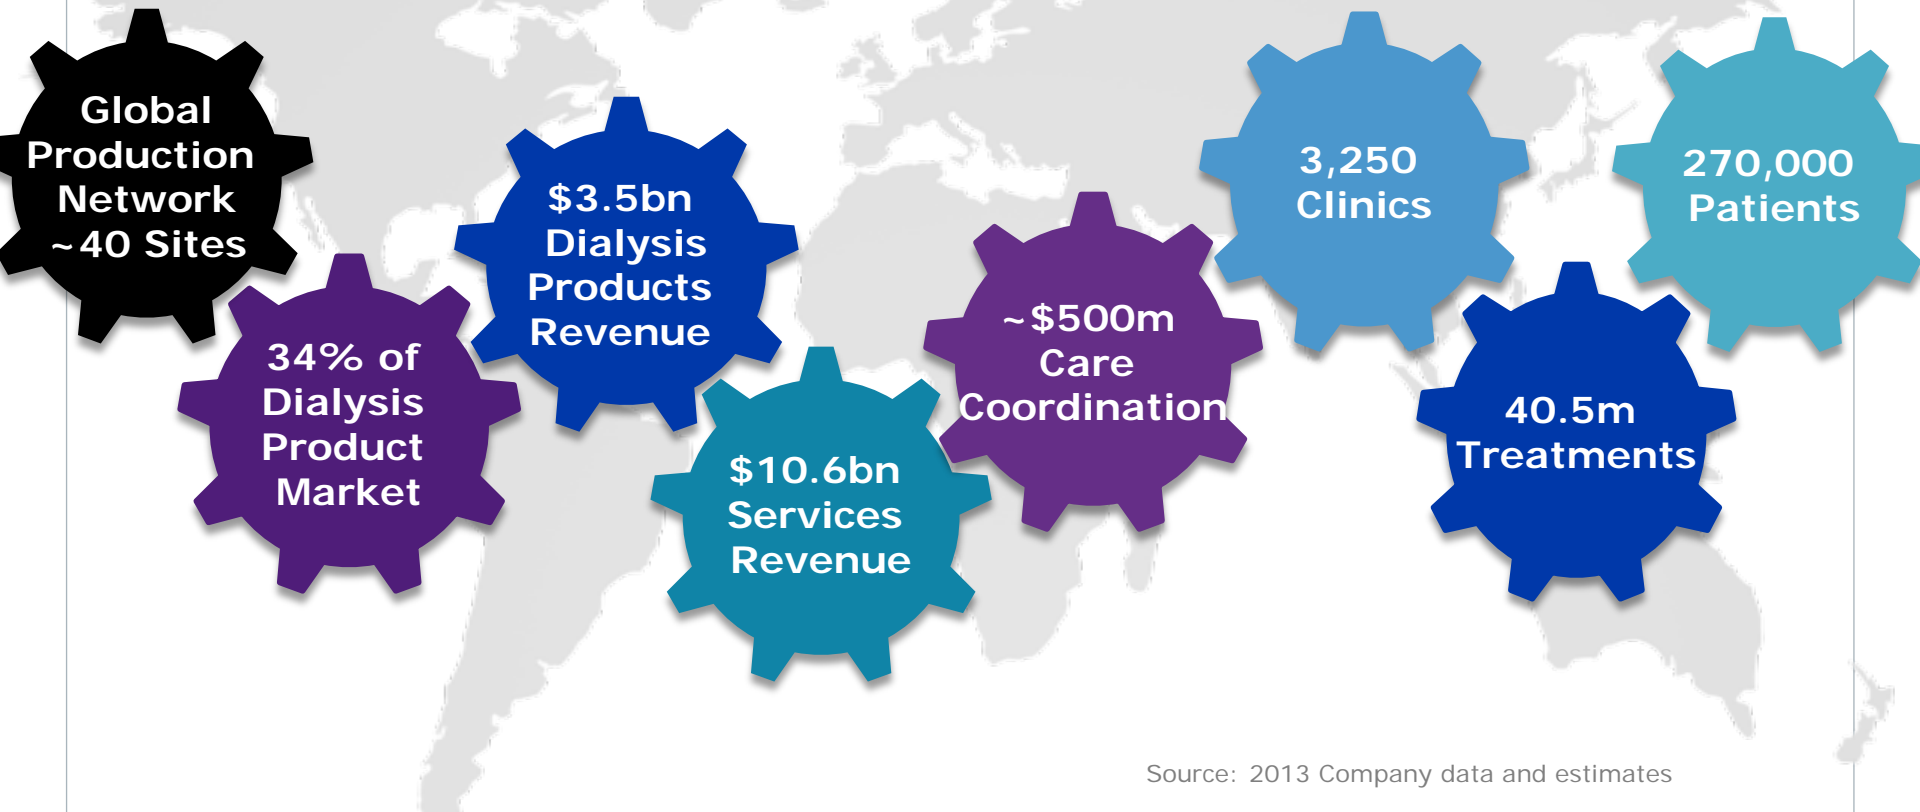 Global
Production
Network
~40 Sites
34% of
Dialysis
Product
Market
$3.5bn
Dialysis
Products
Revenue
$10.6bn
Services
Revenue
~$500m
Care
Coordination
3,250
Clinics
40.5m
Treatments
270,000
Patients
Source: 2013 Company data and estimates